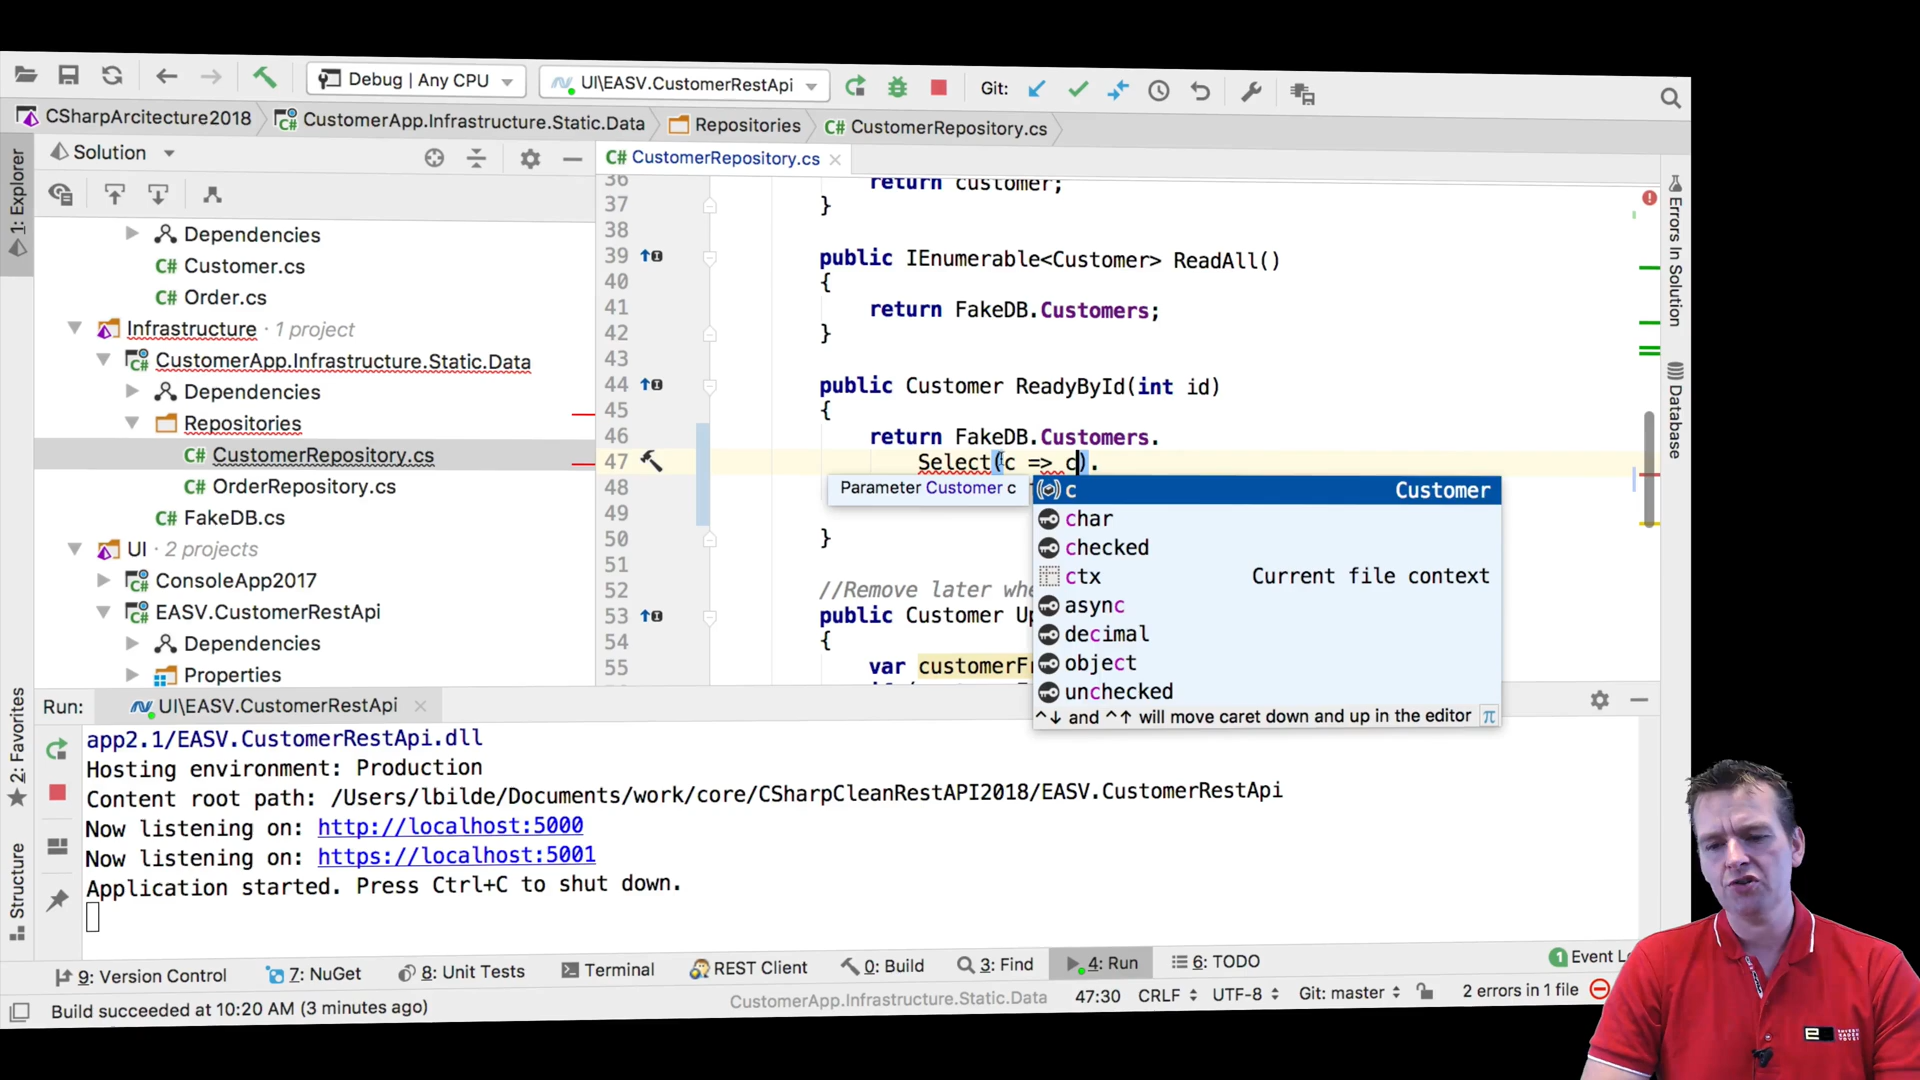 Debug | Any CPU
UI\EASV.CustomerRestApi
Git:
CSharpArcitecture2018
CustomerApp.Infrastructure.Static.Data
Repositories
C# CustomerRepository.cs
1: Explorer
Solution
C# CustomerRepository.cs
Dependencies
C# Customer.cs
C# Order.cs
Infrastructure · 1 project
CustomerApp.Infrastructure.Static.Data
Dependencies
Repositories
C# CustomerRepository.cs
C# OrderRepository.cs
C# FakeDB.cs
UI · 2 projects
ConsoleApp2017
EASV.CustomerRestApi
Dependencies
Properties
36 return customer;
37 }
38
39 public IEnumerable<Customer> ReadAll()
40 {
41 return FakeDB.Customers;
42 }
43
44 public Customer ReadyById(int id)
45 {
46 return FakeDB.Customers.
47 Select(c => c).
48
49
50 }
51
52 //Remove later whe
53 public Customer Up
54 {
55 var customerFr
Parameter Customer c
c Customer
char
checked
ctx Current file context
async
decimal
object
unchecked
^↓ and ^↑ will move caret down and up in the editor π
Errors In Solution
Database
2: Favorites
Structure
Run: UI\EASV.CustomerRestApi
app2.1/EASV.CustomerRestApi.dll
Hosting environment: Production
Content root path: /Users/lbilde/Documents/work/core/CSharpCleanRestAPI2018/EASV.CustomerRestApi
Now listening on: http://localhost:5000
Now listening on: https://localhost:5001
Application started. Press Ctrl+C to shut down.
9: Version Control
7: NuGet
8: Unit Tests
Terminal
REST Client
0: Build
3: Find
4: Run
6: TODO
1 Event
Build succeeded at 10:20 AM (3 minutes ago)
CustomerApp.Infrastructure.Static.Data
47:30
CRLF
UTF-8
Git: master
2 errors in 1 file